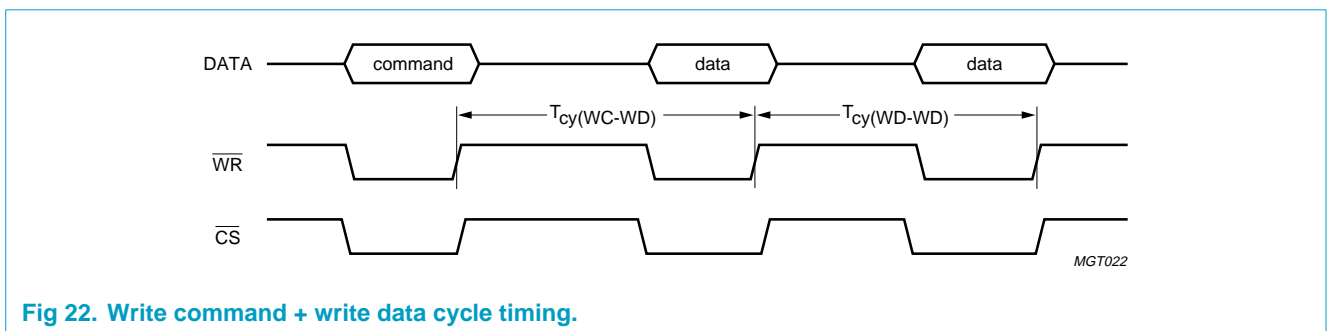 DATA command data data
Tcy(WC-WD) Tcy(WD-WD)
WR
CS
MGT022
Fig 22. Write command + write data cycle timing.